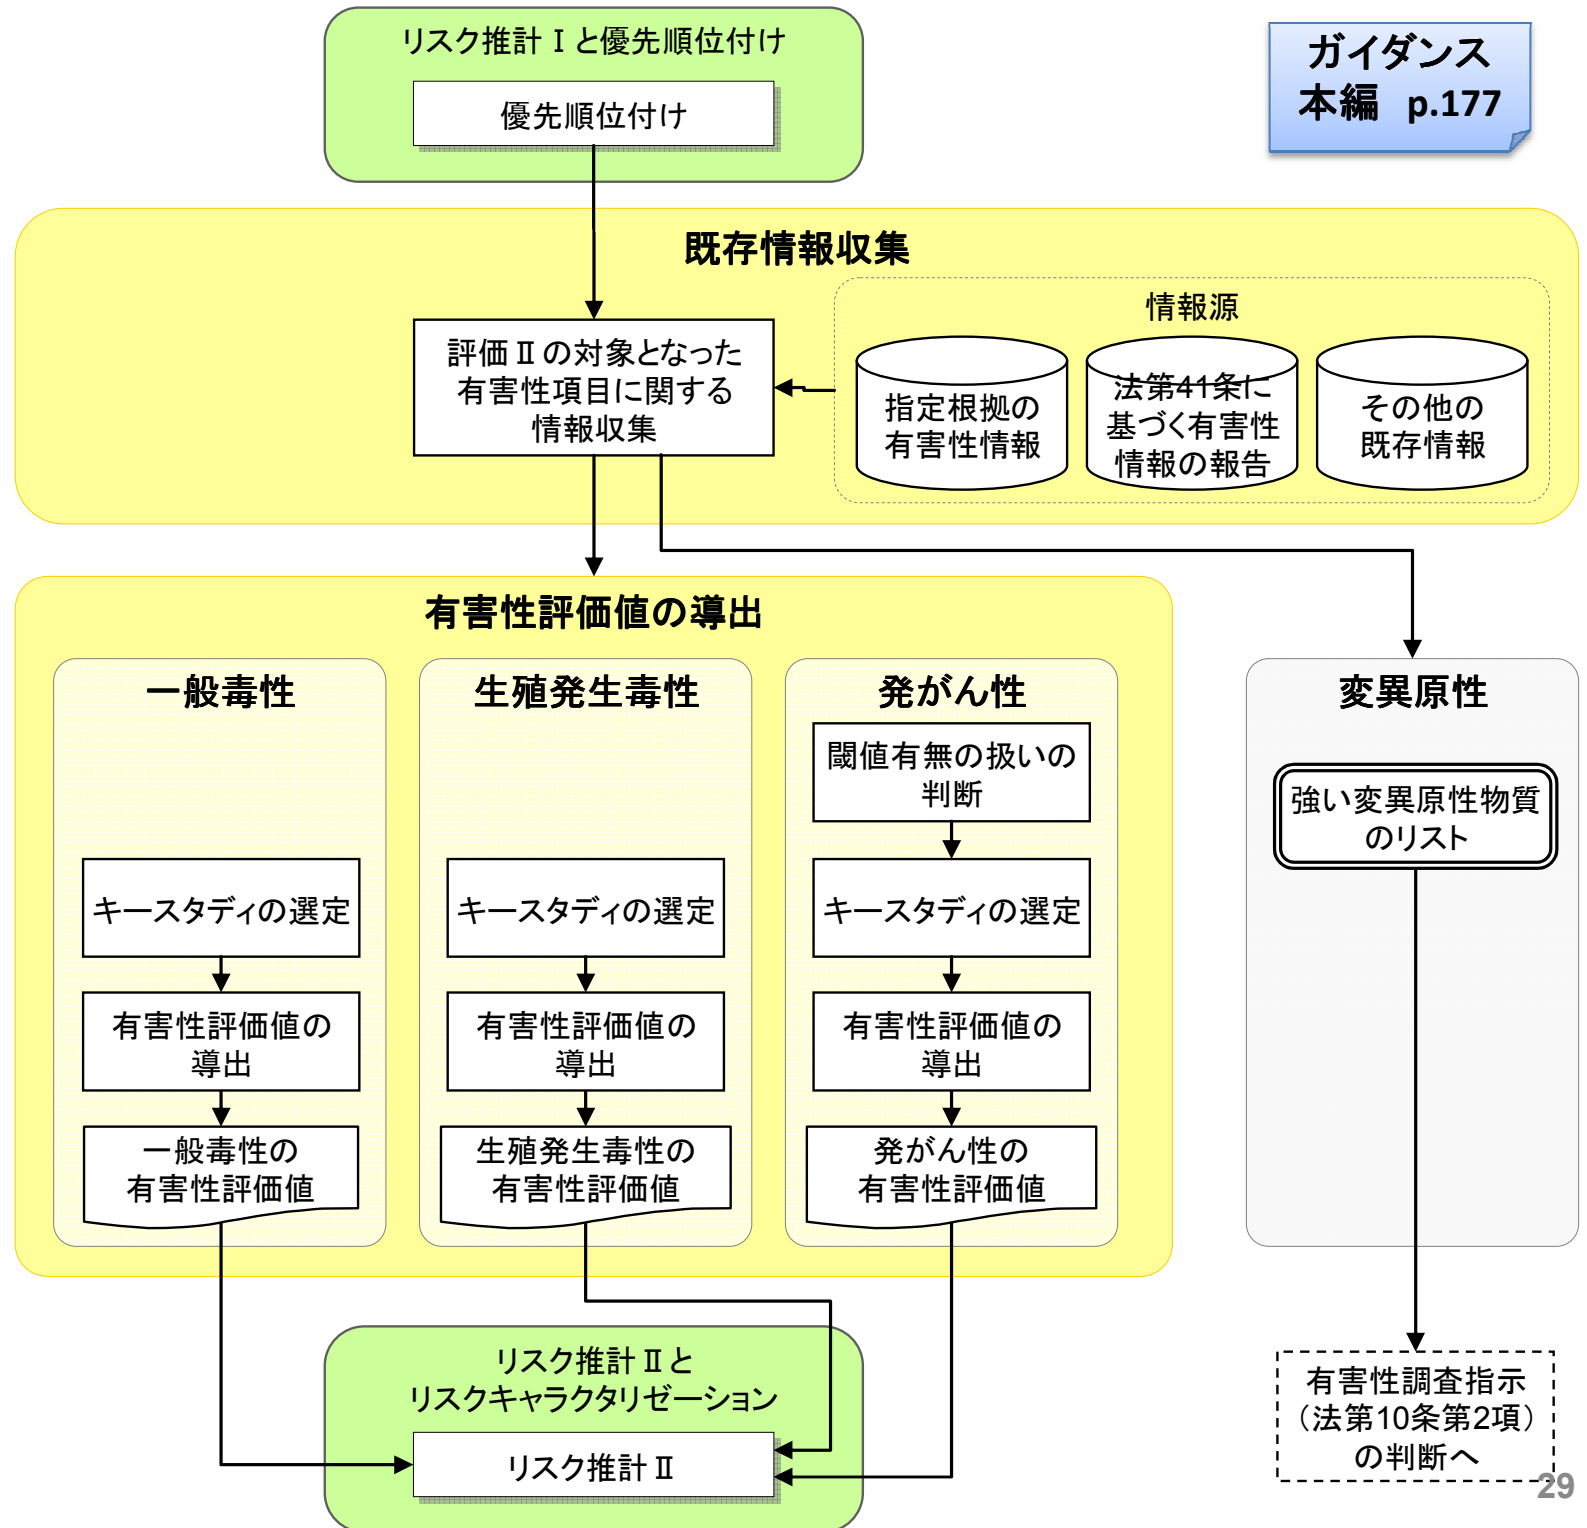 リスク推計Ⅰと優先順位付け
優先順位付け
ガイダンス
本編 p.177
既存情報収集
評価Ⅱの対象となった
有害性項目に関する
情報収集
情報源
指定根拠の
有害性情報
法第41条に
基づく有害性
情報の報告
その他の
既存情報
有害性評価値の導出
一般毒性
キースタディの選定
有害性評価値の
導出
一般毒性の
有害性評価値
生殖発生毒性
キースタディの選定
有害性評価値の
導出
生殖発生毒性の
有害性評価値
発がん性
閾値有無の扱いの
判断
キースタディの選定
有害性評価値の
導出
発がん性の
有害性評価値
変異原性
強い変異原性物質
のリスト
リスク推計Ⅱと
リスクキャラクタリゼーション
リスク推計Ⅱ
有害性調査指示
（法第10条第2項）
の判断へ
29